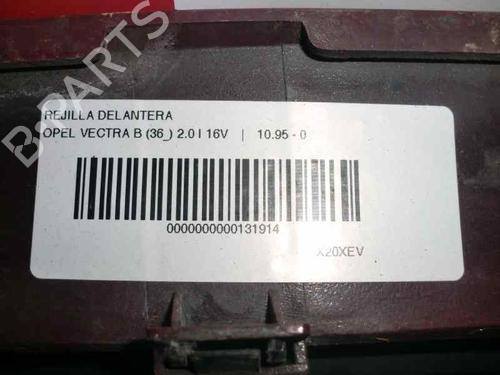 B-PARTS
REJILLA DELANTERA
OPEL VECTRA B (36_) 2.0 I 16V | 10.95 - 0
0000000000131914
X20XEV